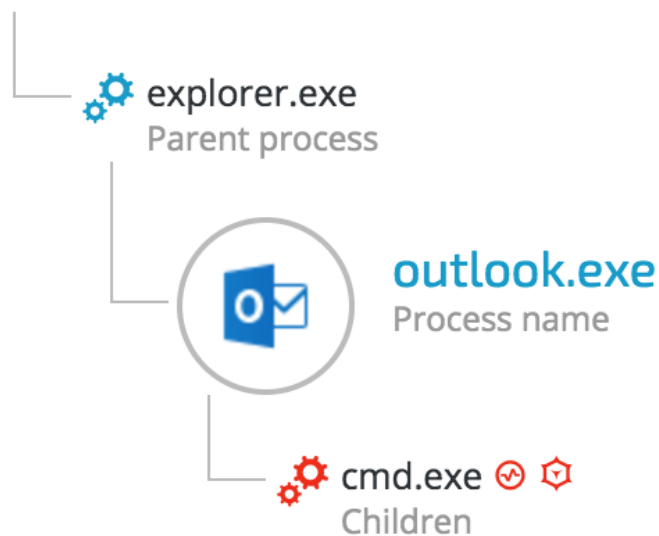 explorer.exe
Parent process
outlook.exe
Process name
cmd.exe
Children